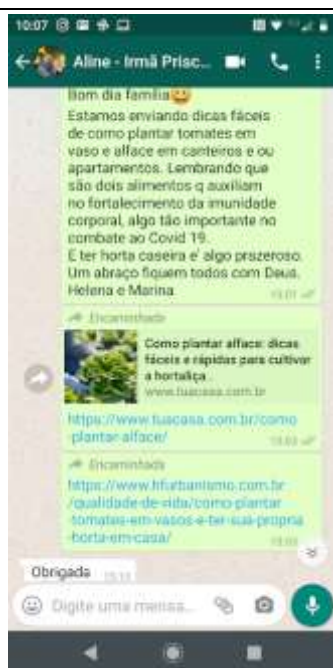 10:07
Aline - Irmã Prisc...
Bom dia família
Estamos enviando dicas fáceis
de como plantar tomates em
vaso e alface em canteiros e ou
apartamentos. Lembrando que
são dois alimentos q auxiliam
no fortalecimento da imunidade
corporal, algo tão importante no
combate ao Covid 19.
E ter horta caseira e' algo prazeroso.
Um abraço fiquem todos com Deus.
Helena e Marina
Encaminhada
Como plantar alface: dicas
fáceis e rápidas para cultivar
a hortaliça...
www.tuacasa.com.br
https://www.tuacasa.com.br/como
-plantar-alface/
Encaminhada
https://www.hfurbanismo.com.br
/qualidade-de-vida/como-plantar
-tomates-em-vasos-e-ter-sua-propria
-horta-em-casa/
Obrigada
Digite uma mensa...